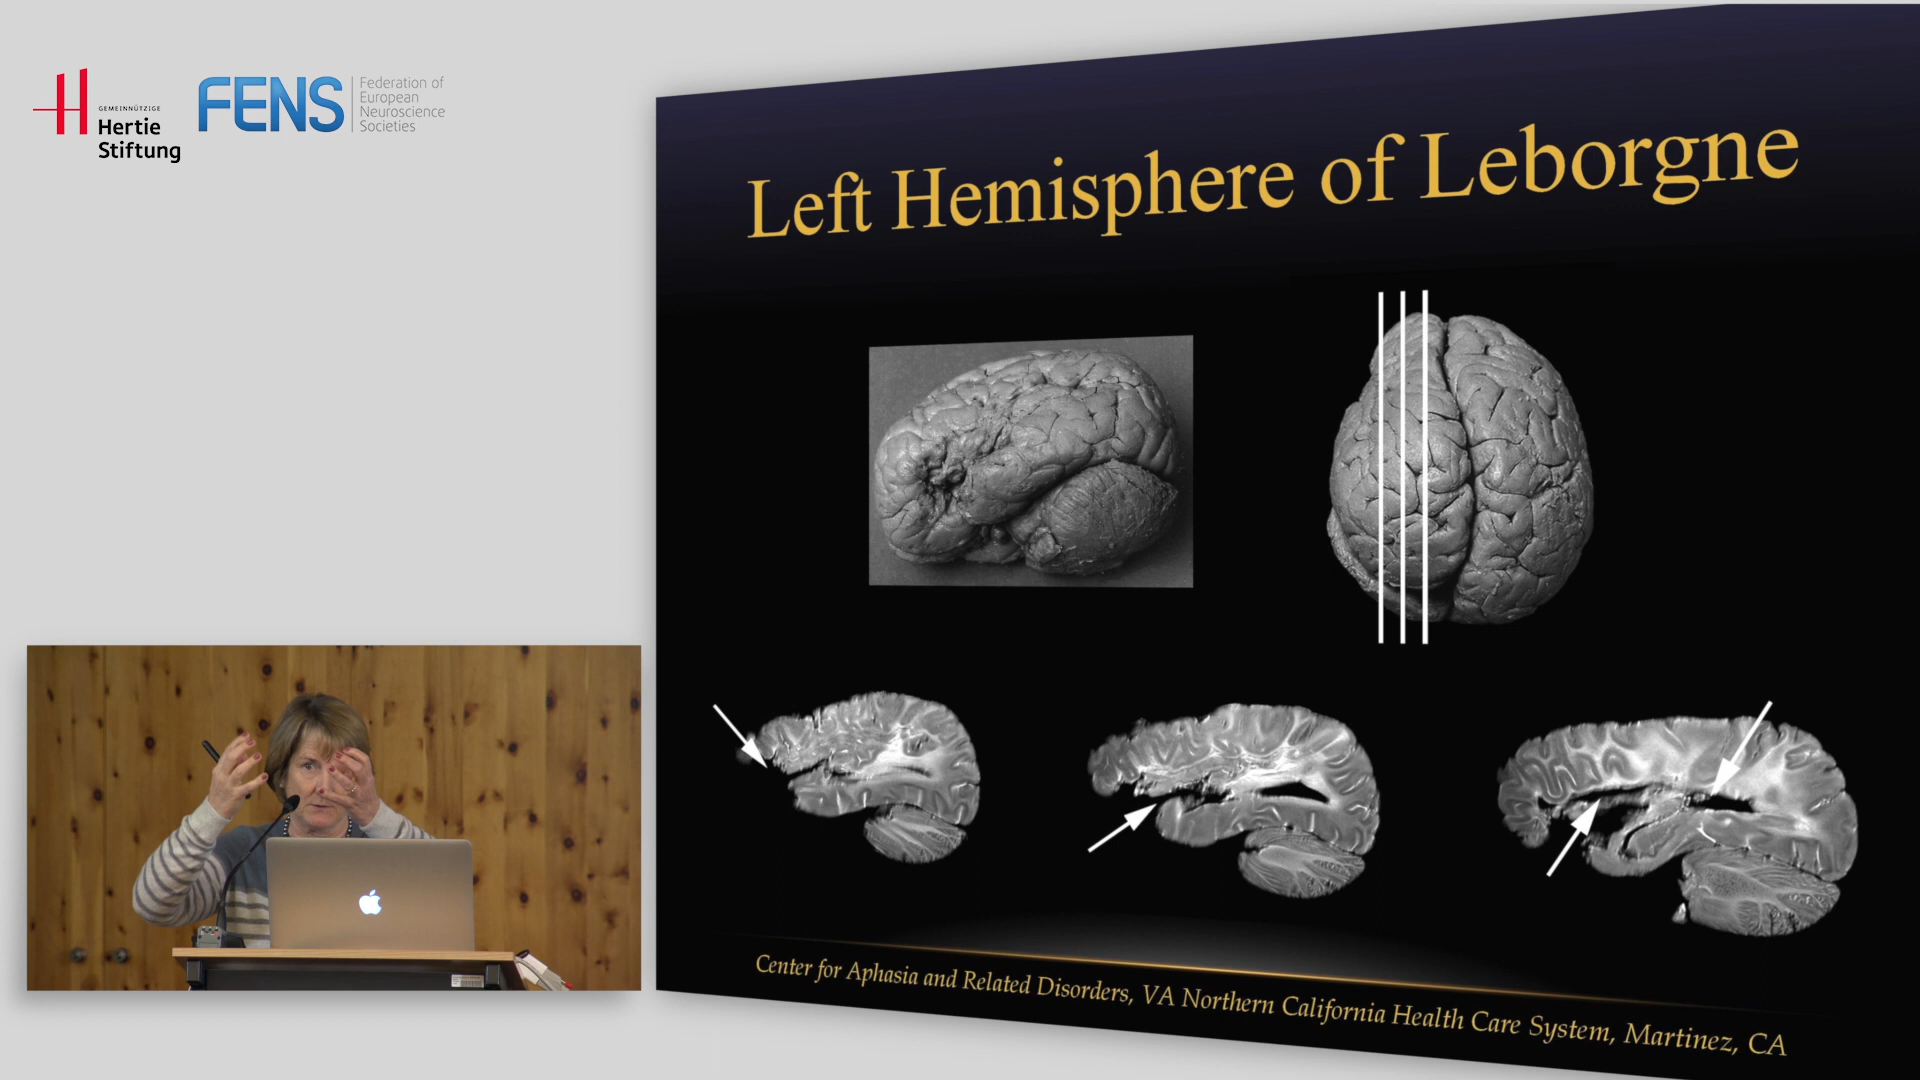 GEMEINNÜTZIGE
Hertie
Stiftung
FENS
Federation of
European
Neuroscience
Societies
Left Hemisphere of Leborgne
Center for Aphasia and Related Disorders, VA Northern California Health Care System, Martinez, CA